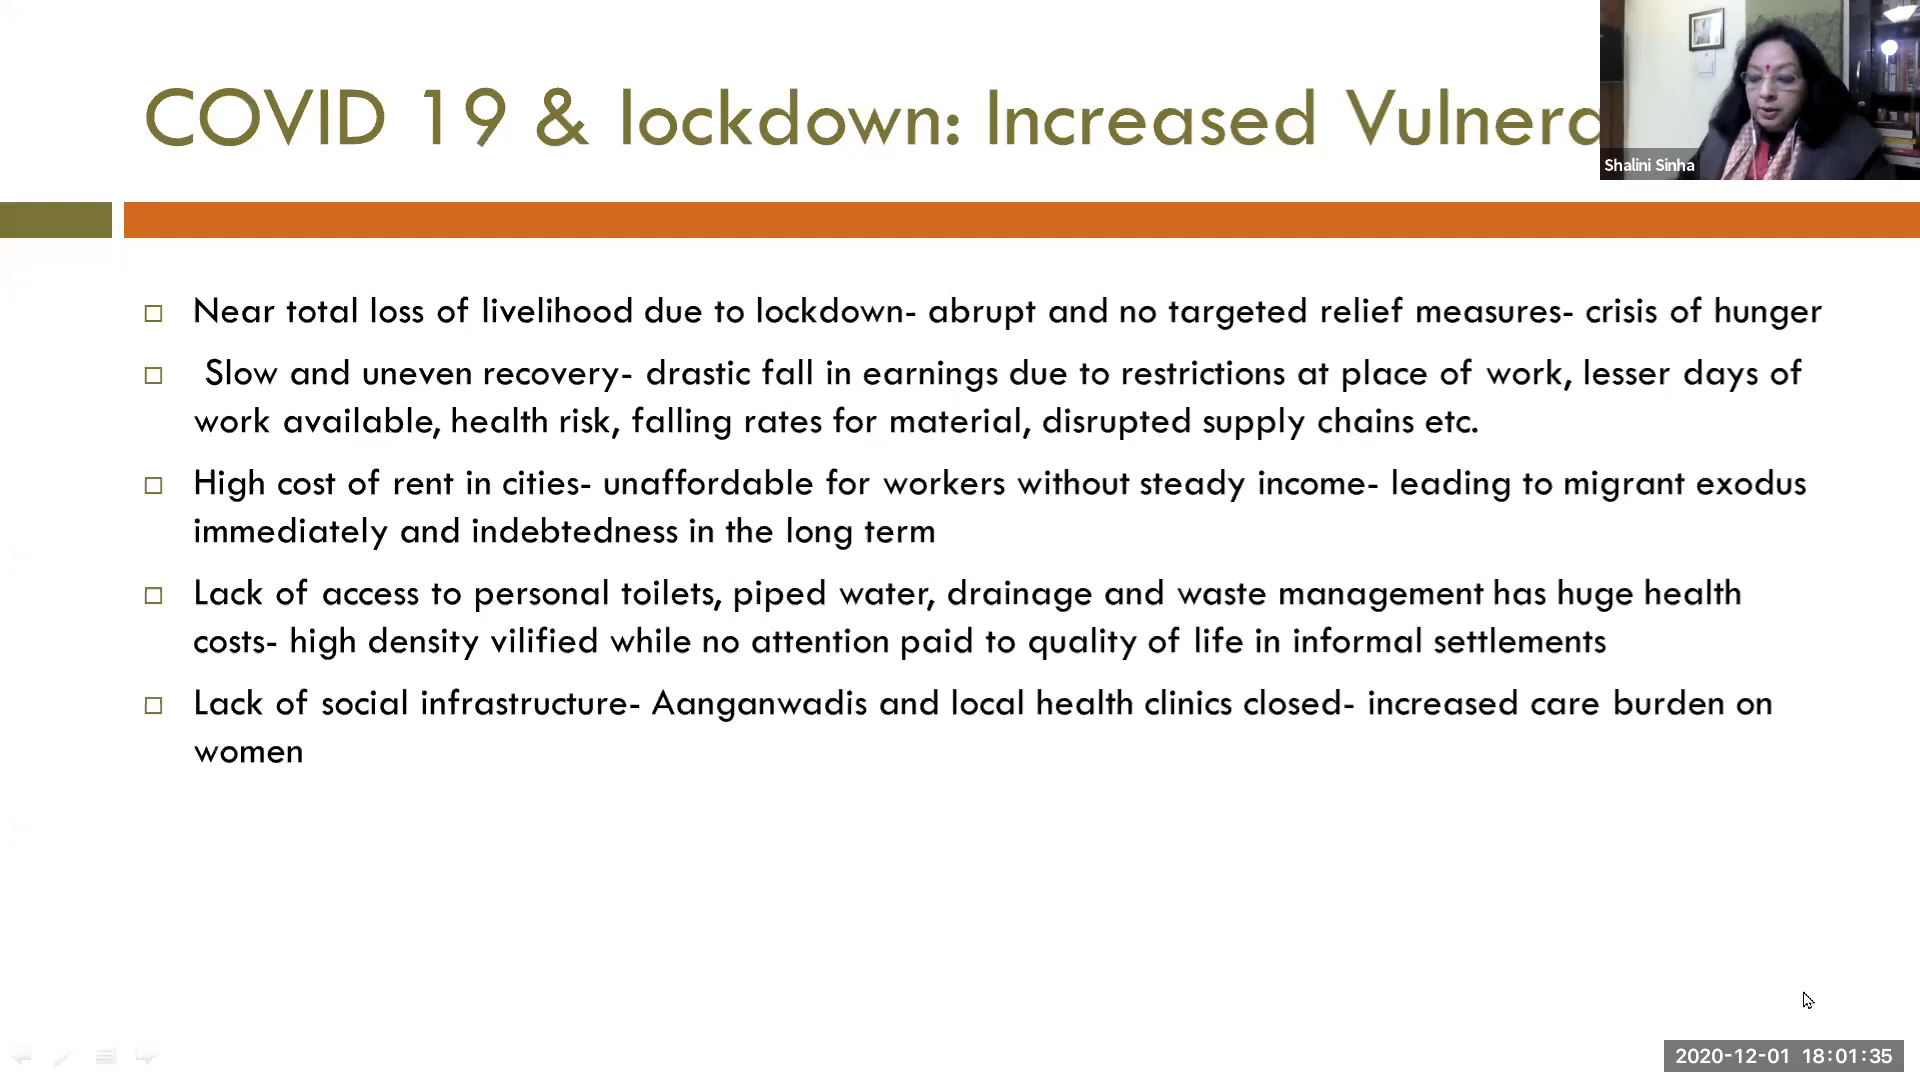 COVID 19 & lockdown: Increased Vulnera
Shalini Sinha
Near total loss of livelihood due to lockdown- abrupt and no targeted relief measures- crisis of hunger
Slow and uneven recovery- drastic fall in earnings due to restrictions at place of work, lesser days of
work available, health risk, falling rates for material, disrupted supply chains etc.
High cost of rent in cities- unaffordable for workers without steady income- leading to migrant exodus
immediately and indebtedness in the long term
Lack of access to personal toilets, piped water, drainage and waste management has huge health
costs- high density vilified while no attention paid to quality of life in informal settlements
Lack of social infrastructure- Aanganwadis and local health clinics closed- increased care burden on
women
2020-12-01 18:01:35